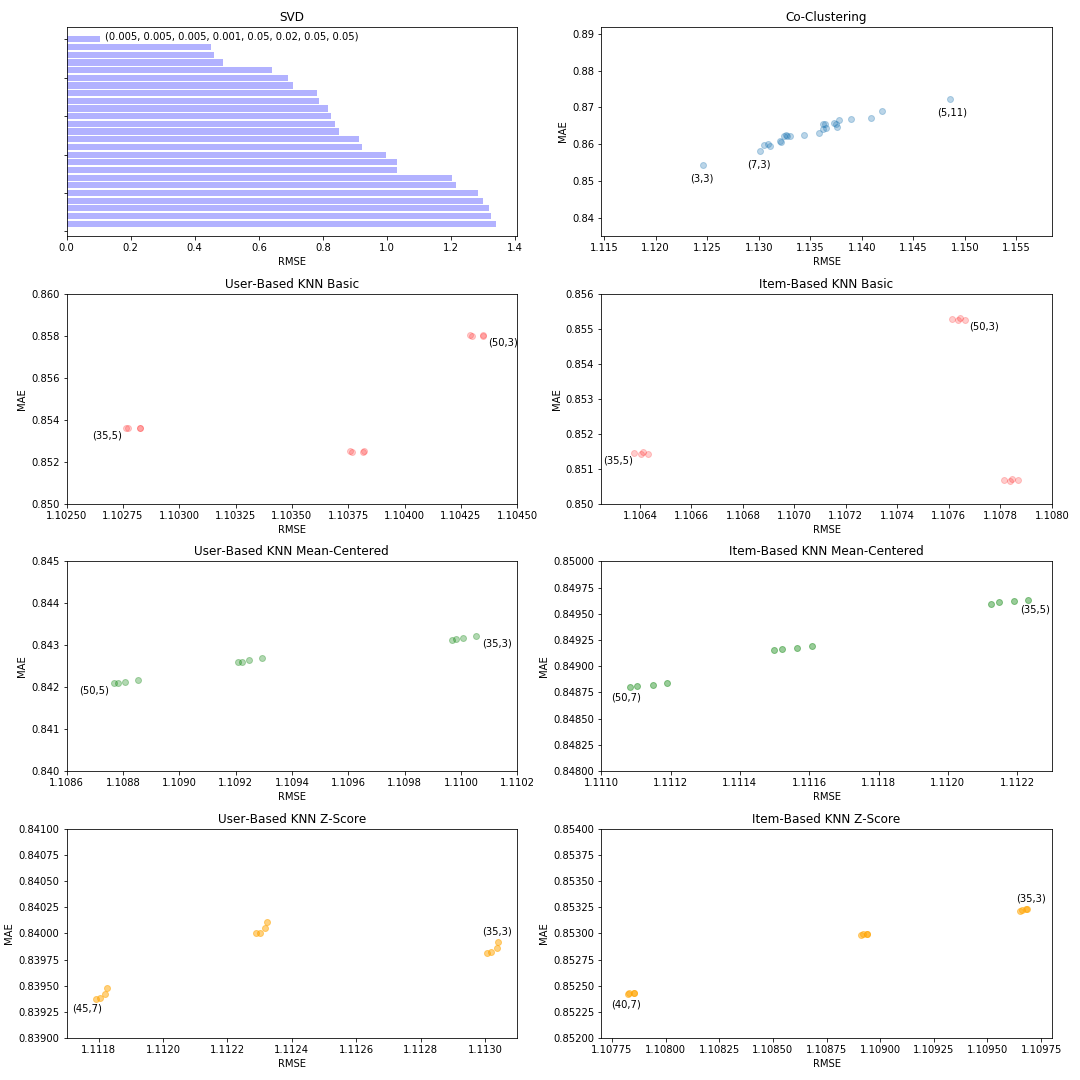 SVD
(0.005, 0.005, 0.005, 0.001, 0.05, 0.02, 0.05, 0.05)
0.0 0.2 0.4 0.6 0.8 1.0 1.2 1.4
RMSE
Co-Clustering
0.89
0.88
0.87
0.86
0.85
0.84
MAE
(5,11)
(7,3)
(3,3)
1.115 1.120 1.125 1.130 1.135 1.140 1.145 1.150 1.155
RMSE
User-Based KNN Basic
0.860
0.858
0.856
0.854
0.852
0.850
MAE
(50,3)
(35,5)
1.10250 1.10275 1.10300 1.10325 1.10350 1.10375 1.10400 1.10425 1.10450
RMSE
Item-Based KNN Basic
0.856
0.855
0.854
0.853
0.852
0.851
0.850
MAE
(50,3)
(35,5)
1.1064 1.1066 1.1068 1.1070 1.1072 1.1074 1.1076 1.1078 1.1080
RMSE
User-Based KNN Mean-Centered
0.845
0.844
0.843
0.842
0.841
0.840
MAE
(35,3)
(50,5)
1.1086 1.1088 1.1090 1.1092 1.1094 1.1096 1.1098 1.1100 1.1102
RMSE
Item-Based KNN Mean-Centered
0.85000
0.84975
0.84950
0.84925
0.84900
0.84875
0.84850
0.84825
0.84800
MAE
(35,5)
(50,7)
1.1110 1.1112 1.1114 1.1116 1.1118 1.1120 1.1122
RMSE
User-Based KNN Z-Score
0.84100
0.84075
0.84050
0.84025
0.84000
0.83975
0.83950
0.83925
0.83900
MAE
(35,3)
(45,7)
1.1118 1.1120 1.1122 1.1124 1.1126 1.1128 1.1130
RMSE
Item-Based KNN Z-Score
0.85400
0.85375
0.85350
0.85325
0.85300
0.85275
0.85250
0.85225
0.85200
MAE
(35,3)
(40,7)
1.10775 1.10800 1.10825 1.10850 1.10875 1.10900 1.10925 1.10950 1.10975
RMSE